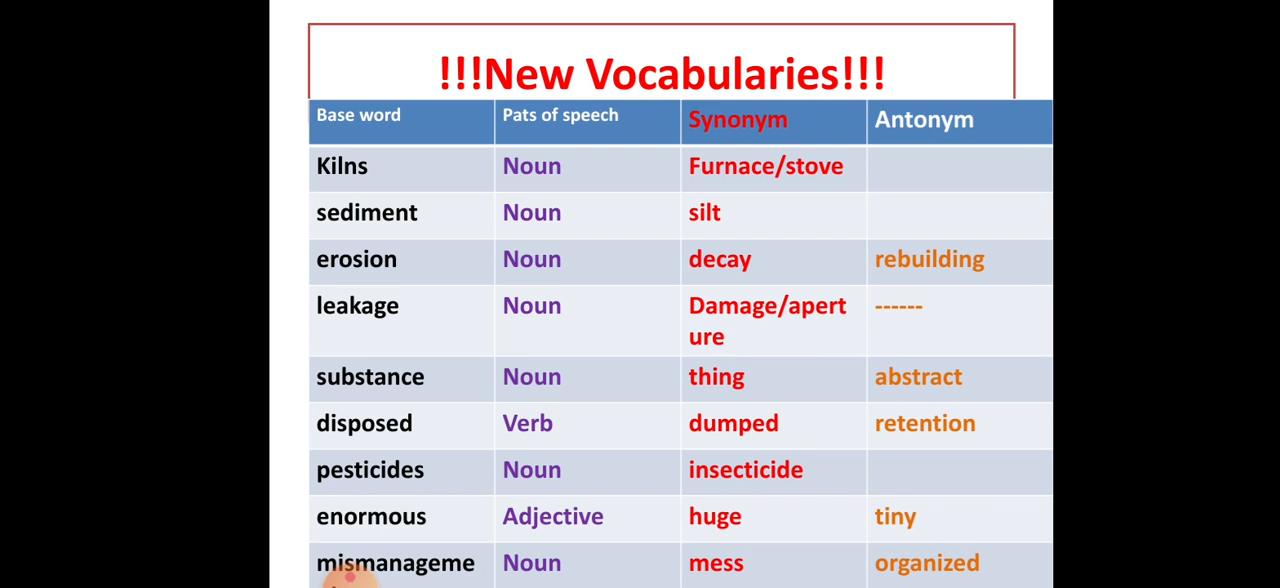 !!!New Vocabularies!!!
Base word Pats of speech Synonym Antonym
Kilns Noun Furnace/stove
sediment Noun silt
erosion Noun decay rebuilding
leakage Noun Damage/apert ------
ure
substance Noun thing abstract
disposed Verb dumped retention
pesticides Noun insecticide
enormous Adjective huge tiny
mismanageme Noun mess organized